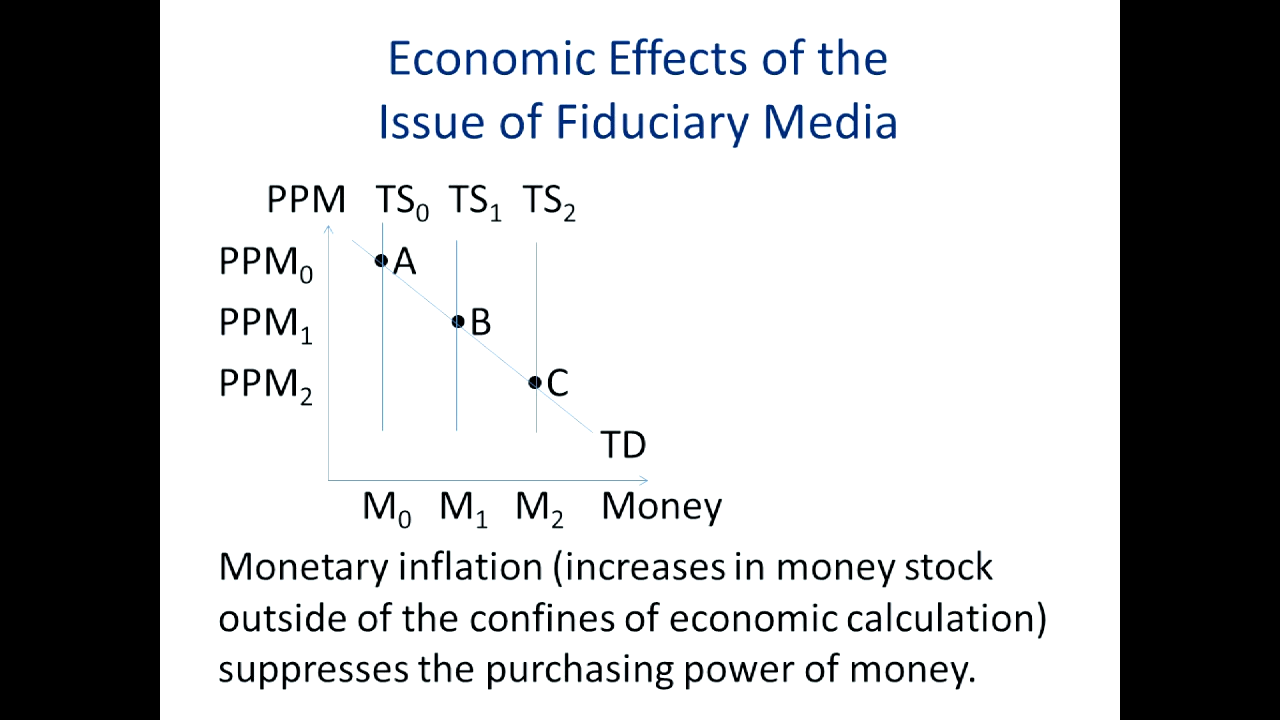 Economic Effects of the
Issue of Fiduciary Media
PPM TS₀ TS₁ TS₂
PPM₀ A
PPM₁ B
PPM₂ C
TD
M₀ M₁ M₂ Money
Monetary inflation (increases in money stock
outside of the confines of economic calculation)
suppresses the purchasing power of money.